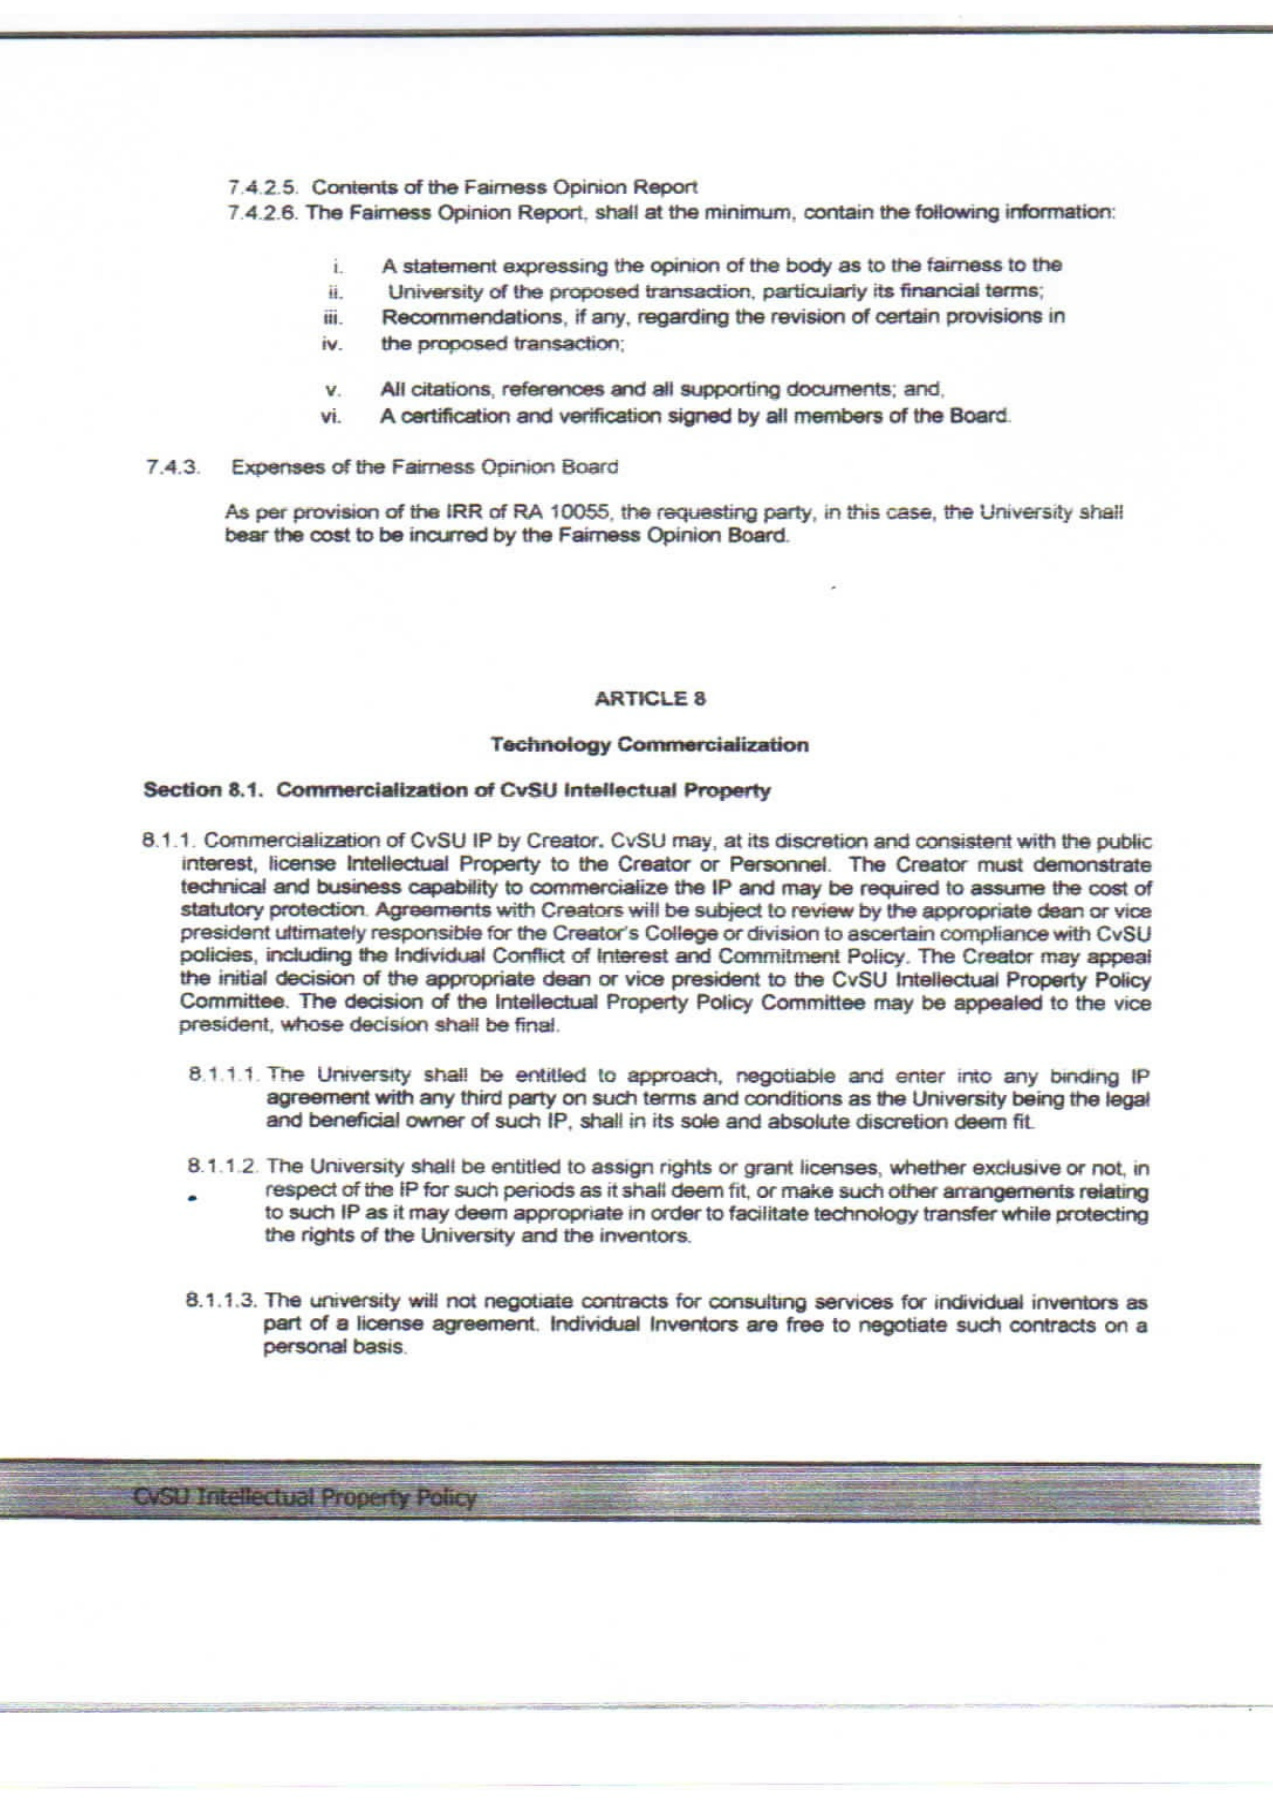 7.4.2.5. Contents of the Fairness Opinion Report
7.4.2.6. The Fairness Opinion Report, shall at the minimum, contain the following information:
i. A statement expressing the opinion of the body as to the fairness to the
ii. University of the proposed transaction, particularly its financial terms;
iii. Recommendations, if any, regarding the revision of certain provisions in
iv. the proposed transaction;
v. All citations, references and all supporting documents; and,
vi. A certification and verification signed by all members of the Board.
7.4.3. Expenses of the Fairness Opinion Board
As per provision of the IRR of RA 10055, the requesting party, in this case, the University shall
bear the cost to be incurred by the Fairness Opinion Board.
ARTICLE 8
Technology Commercialization
Section 8.1. Commercialization of CvSU Intellectual Property
8.1.1. Commercialization of CvSU IP by Creator. CvSU may, at its discretion and consistent with the public
interest, license Intellectual Property to the Creator or Personnel. The Creator must demonstrate
technical and business capability to commercialize the IP and may be required to assume the cost of
statutory protection. Agreements with Creators will be subject to review by the appropriate dean or vice
president ultimately responsible for the Creator's College or division to ascertain compliance with CvSU
policies, including the Individual Conflict of Interest and Commitment Policy. The Creator may appeal
the initial decision of the appropriate dean or vice president to the CvSU Intellectual Property Policy
Committee. The decision of the Intellectual Property Policy Committee may be appealed to the vice
president, whose decision shall be final.
8.1.1.1. The University shall be entitled to approach, negotiable and enter into any binding IP
agreement with any third party on such terms and conditions as the University being the legal
and beneficial owner of such IP, shall in its sole and absolute discretion deem fit.
8.1.1.2. The University shall be entitled to assign rights or grant licenses, whether exclusive or not, in
respect of the IP for such periods as it shall deem fit, or make such other arrangements relating
to such IP as it may deem appropriate in order to facilitate technology transfer while protecting
the rights of the University and the inventors.
8.1.1.3. The university will not negotiate contracts for consulting services for individual inventors as
part of a license agreement. Individual Inventors are free to negotiate such contracts on a
personal basis.
CvSU Intellectual Property Policy